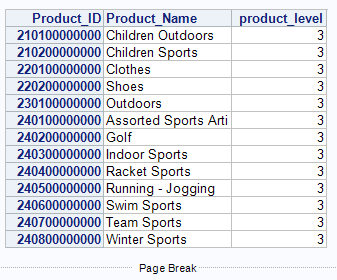 Product_ID Product_Name product_level
210100000000 Children Outdoors 3
210200000000 Children Sports 3
220100000000 Clothes 3
220200000000 Shoes 3
230100000000 Outdoors 3
240100000000 Assorted Sports Arti 3
240200000000 Golf 3
240300000000 Indoor Sports 3
240400000000 Racket Sports 3
240500000000 Running - Jogging 3
240600000000 Swim Sports 3
240700000000 Team Sports 3
240800000000 Winter Sports 3
Page Break